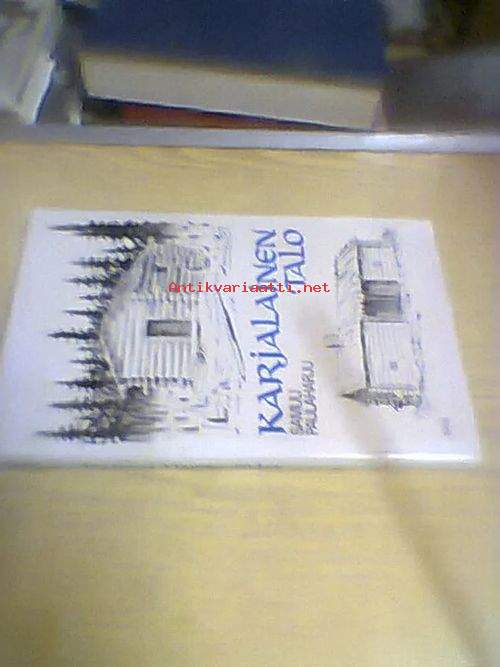 Antikvariaatti.net
KARJALAINEN
TALO
SAMULI
PAULAHARJU